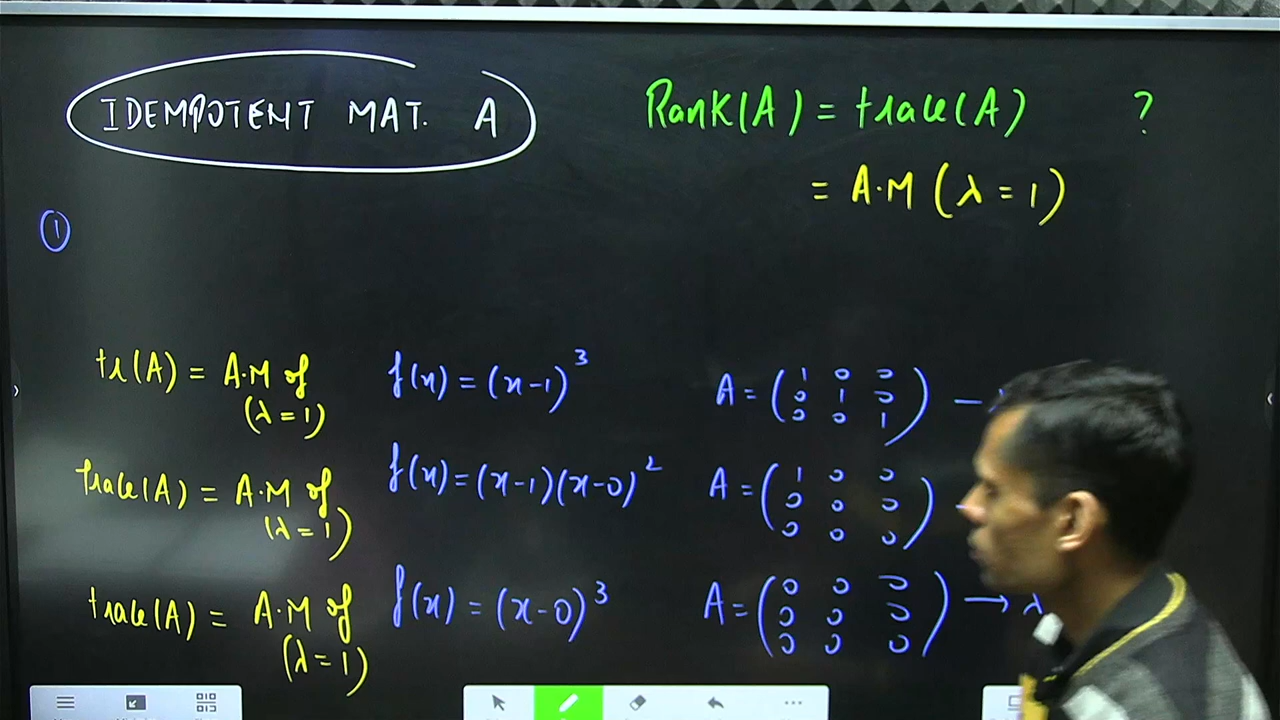 IDEMPOTENT MAT. A
Rank(A) = trace(A) ?
= A.M (λ = 1)
①
tr(A) = A.M of (λ = 1)
f(x) = (x-1)³
A = (1 0 0
0 1 0
0 0 1) —
trace(A) = A.M of (λ = 1)
f(x) = (x-1)(x-0)²
A = (1 0 0
0 0 0
0 0 0)
trace(A) = A.M of (λ = 1)
f(x) = (x-0)³
A = (0 0 0
0 0 0
0 0 0) → λ